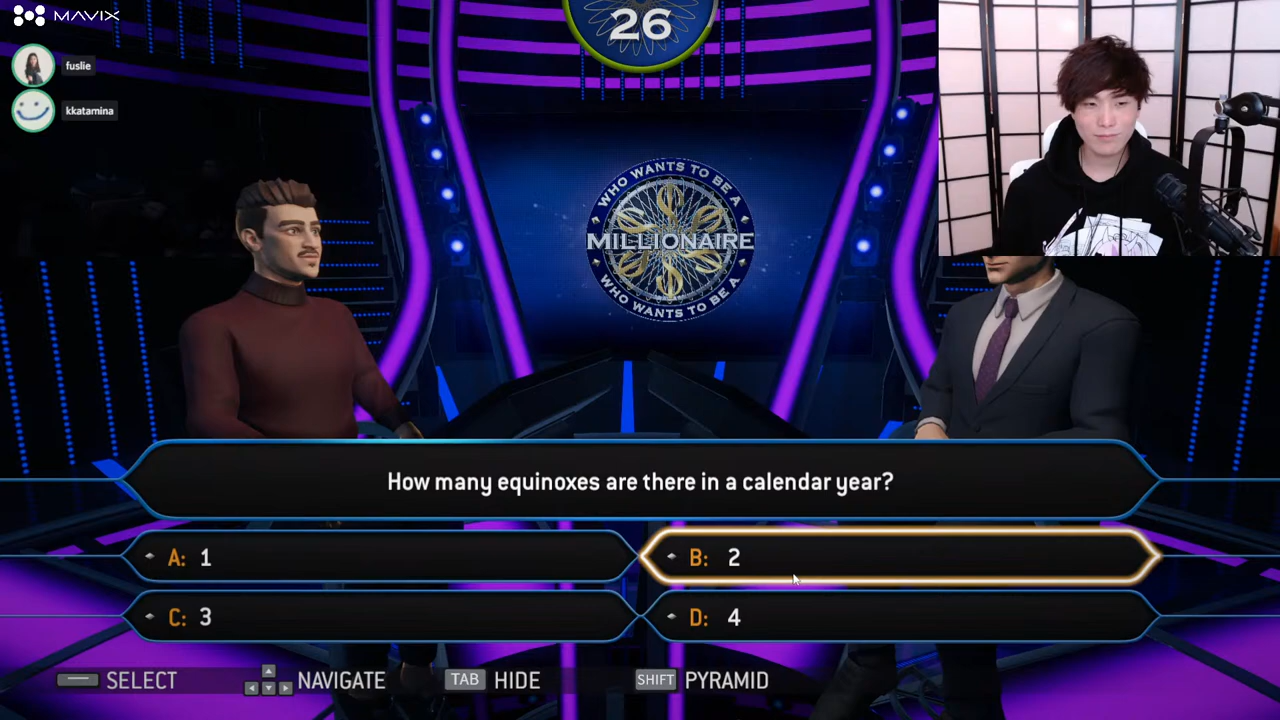 MAVIX
26
fuslie
kkatamina
WHO WANTS TO BE A
MILLIONAIRE
WHO WANTS TO BE A
How many equinoxes are there in a calendar year?
A: 1
B: 2
C: 3
D: 4
SELECT
NAVIGATE
TAB HIDE
SHIFT PYRAMID